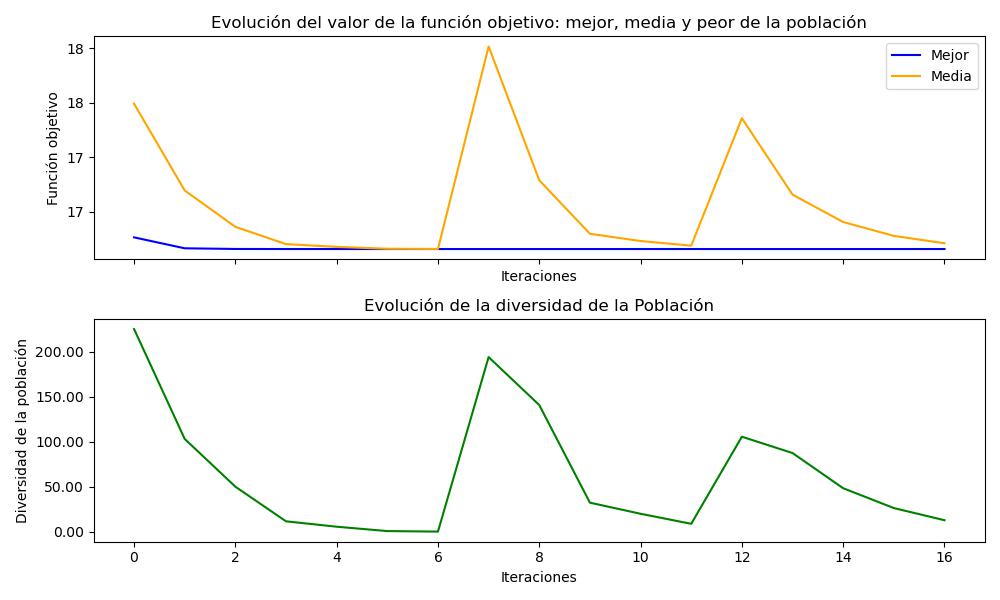 Evolución del valor de la función objetivo: mejor, media y peor de la población
18
18
17
17
Función objetivo
Mejor
Media
Iteraciones
Evolución de la diversidad de la Población
200.00
150.00
100.00
50.00
0.00
Diversidad de la población
0 2 4 6 8 10 12 14 16
Iteraciones